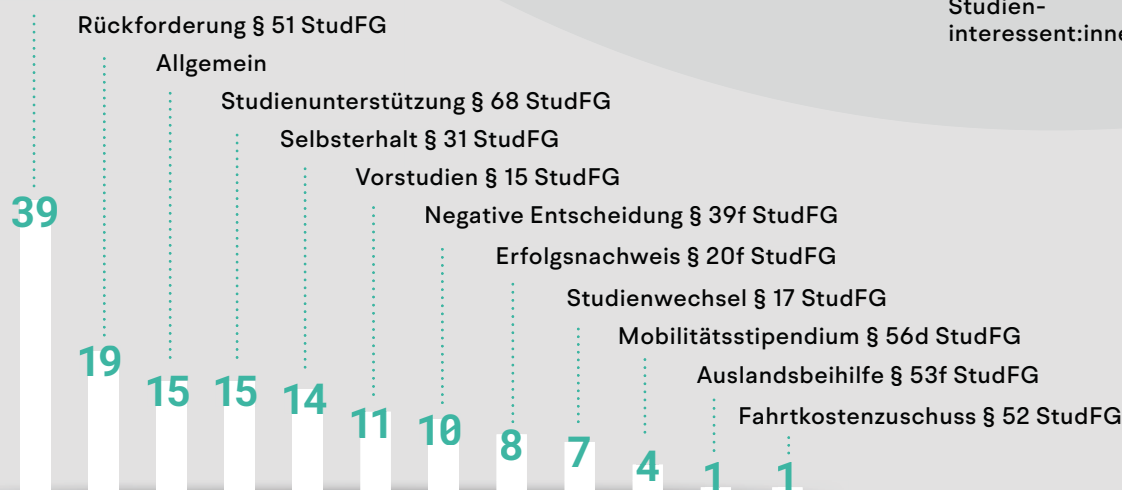 Studien-
interessent:inne
Rückforderung § 51 StudFG
Allgemein
Studienunterstützung § 68 StudFG
Selbsterhalt § 31 StudFG
Vorstudien § 15 StudFG
Negative Entscheidung § 39f StudFG
Erfolgsnachweis § 20f StudFG
Studienwechsel § 17 StudFG
Mobilitätsstipendium § 56d StudFG
Auslandsbeihilfe § 53f StudFG
Fahrtkostenzuschuss § 52 StudFG
39
19
15
15
14
11
10
8
7
4
1
1